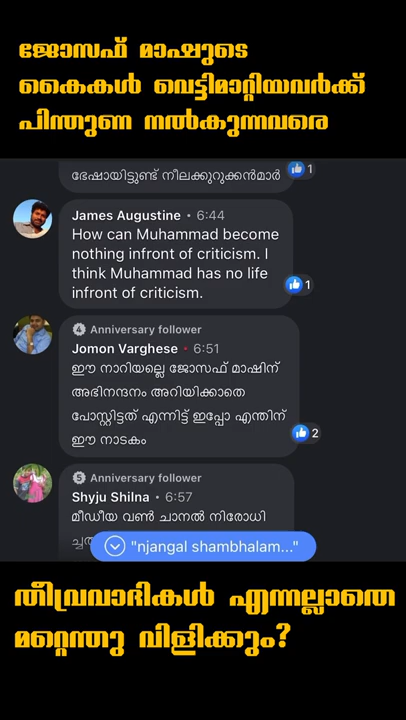 ജോസഫ് മാഷുടെ
കൈകൾ വെട്ടിമാറ്റിയവർക്ക്
പിന്തുണ നൽകുന്നവരെ
ഭേഷായിട്ടുണ്ട് നീലക്കുറുക്കൻമാർ
1
James Augustine • 6:44
How can Muhammad become
nothing infront of criticism. I
think Muhammad has no life
infront of criticism.
1
4 Anniversary follower
Jomon Varghese • 6:51
ഈ നാറിയല്ലെ ജോസഫ് മാഷിന്
അഭിനന്ദനം അറിയിക്കാതെ
പോസ്റ്റിട്ടത് എന്നിട്ട് ഇപ്പോ എന്തിന്
ഈ നാടകം
2
5 Anniversary follower
Shyju Shilna • 6:57
മീഡീയ വൺ ചാനൽ നിരോധി
ച്ചത
"njangal shambhalam..."
തീവ്രവാദികൾ എന്നല്ലാതെ
മറ്റെന്തു വിളിക്കും?